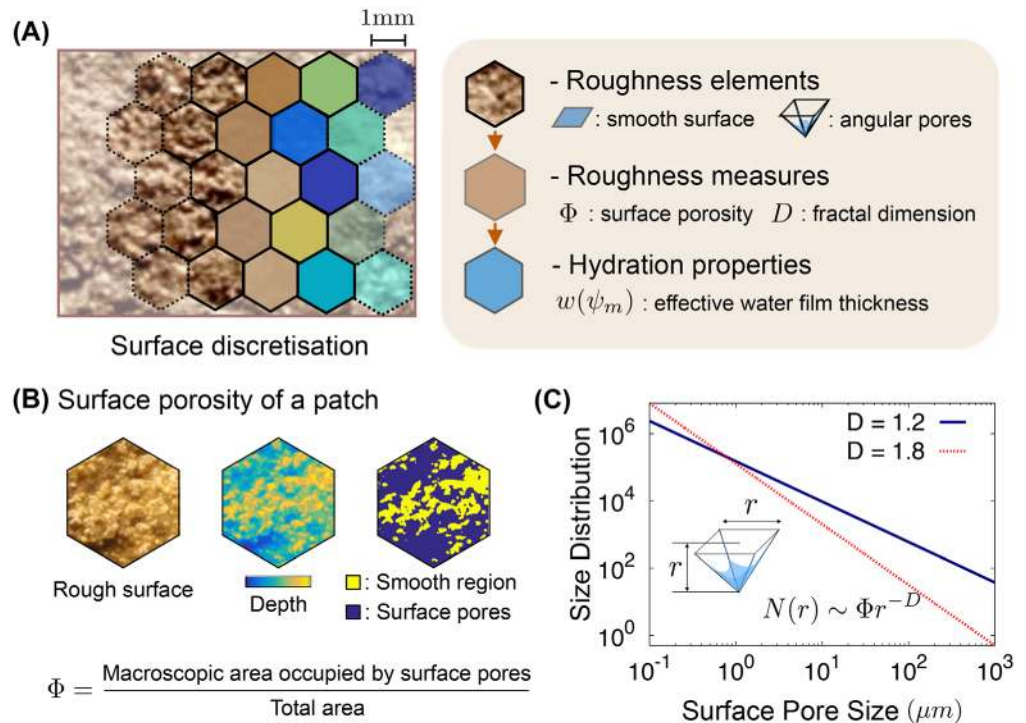 (A)
1mm
Surface discretisation
- Roughness elements
: smooth surface
: angular pores
- Roughness measures
Φ : surface porosity D : fractal dimension
- Hydration properties
w(ψ_m) : effective water film thickness
(B) Surface porosity of a patch
Rough surface
Depth
: Smooth region
: Surface pores
Φ = Macroscopic area occupied by surface pores
Total area
(C)
Size Distribution
10^6
10^4
10^2
10^0
D = 1.2
D = 1.8
r
r
N(r) ∼ Φr^{-D}
10^{-1} 10^0 10^1 10^2 10^3
Surface Pore Size (μm)